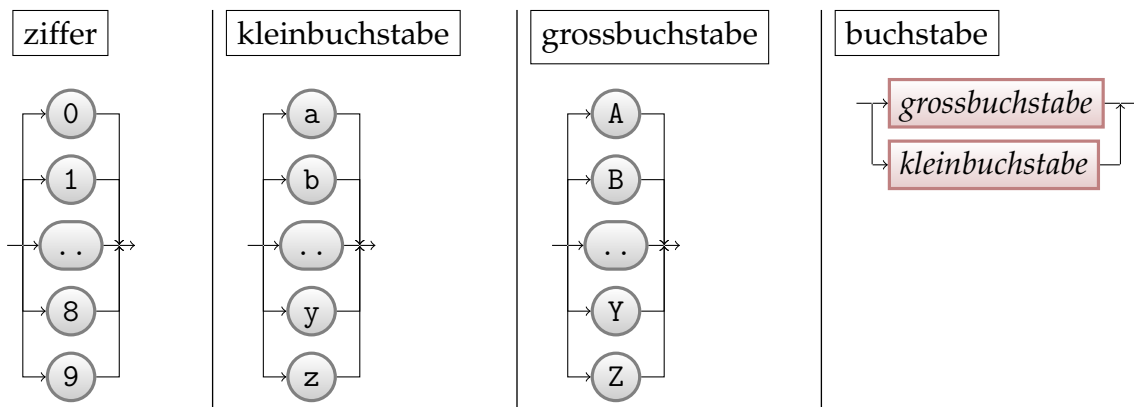 ziffer
0
1
..
8
9
kleinbuchstabe
a
b
..
y
z
grossbuchstabe
A
B
..
Y
Z
buchstabe
grossbuchstabe
kleinbuchstabe